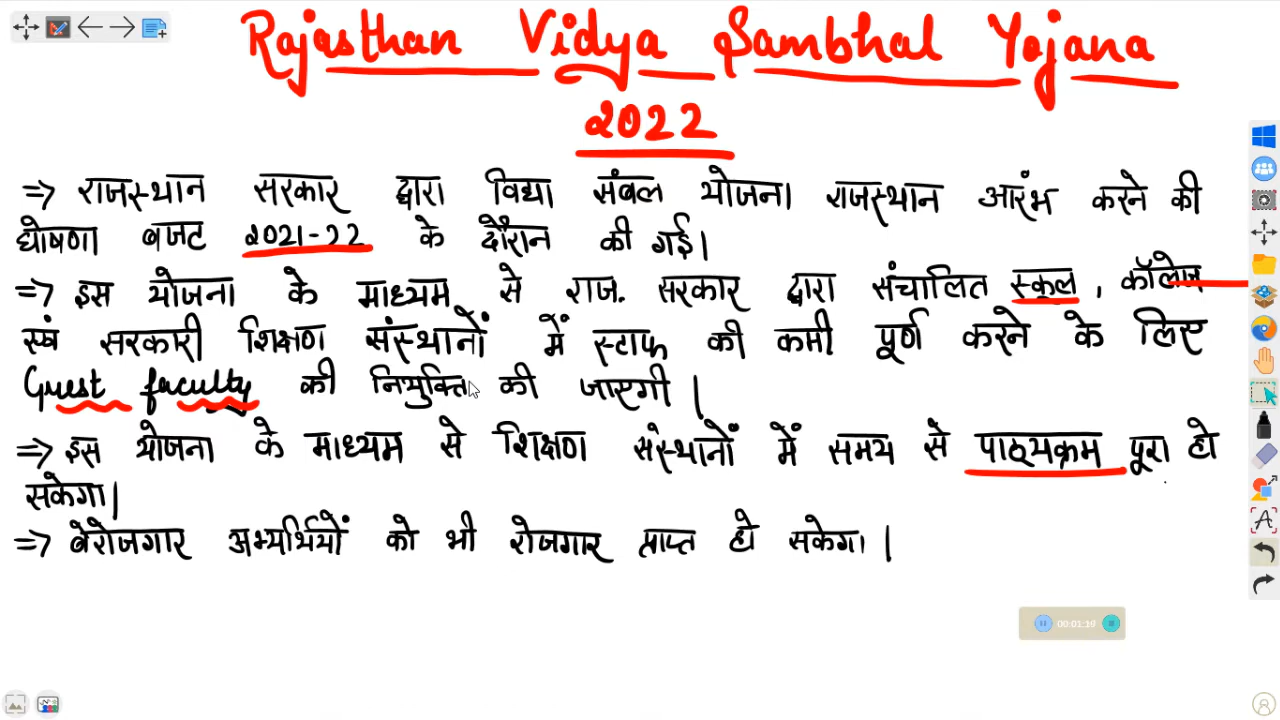 Rajasthan Vidya Sambhal Yojana
2022
=> राजस्थान सरकार द्वारा विद्या संबल योजना राजस्थान आरंभ करने की
घोषणा बजट 2021-22 के दौरान की गई।
=> इस योजना के माध्यम से राज. सरकार द्वारा संचालित स्कूल, कॉलेज
एवं सरकारी शिक्षण संस्थानों में स्टाफ की कमी पूर्ण करने के लिए
Guest faculty की नियुक्ति की जाएगी।
=> इस योजना के माध्यम से शिक्षण संस्थानों में समय से पाठ्यक्रम पूरा हो
सकेगा।
=> बेरोजगार अभ्यर्थियों को भी रोजगार प्राप्त हो सकेगा।